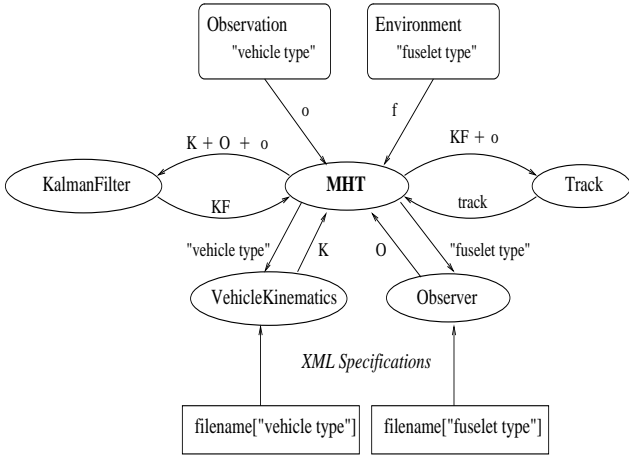 Observation
"vehicle type"
Environment
"fuselet type"
o
f
K + O + o
KF + o
KalmanFilter
MHT
Track
KF
track
"vehicle type"
K
O
"fuselet type"
VehicleKinematics
Observer
XML Specifications
filename["vehicle type"]
filename["fuselet type"]